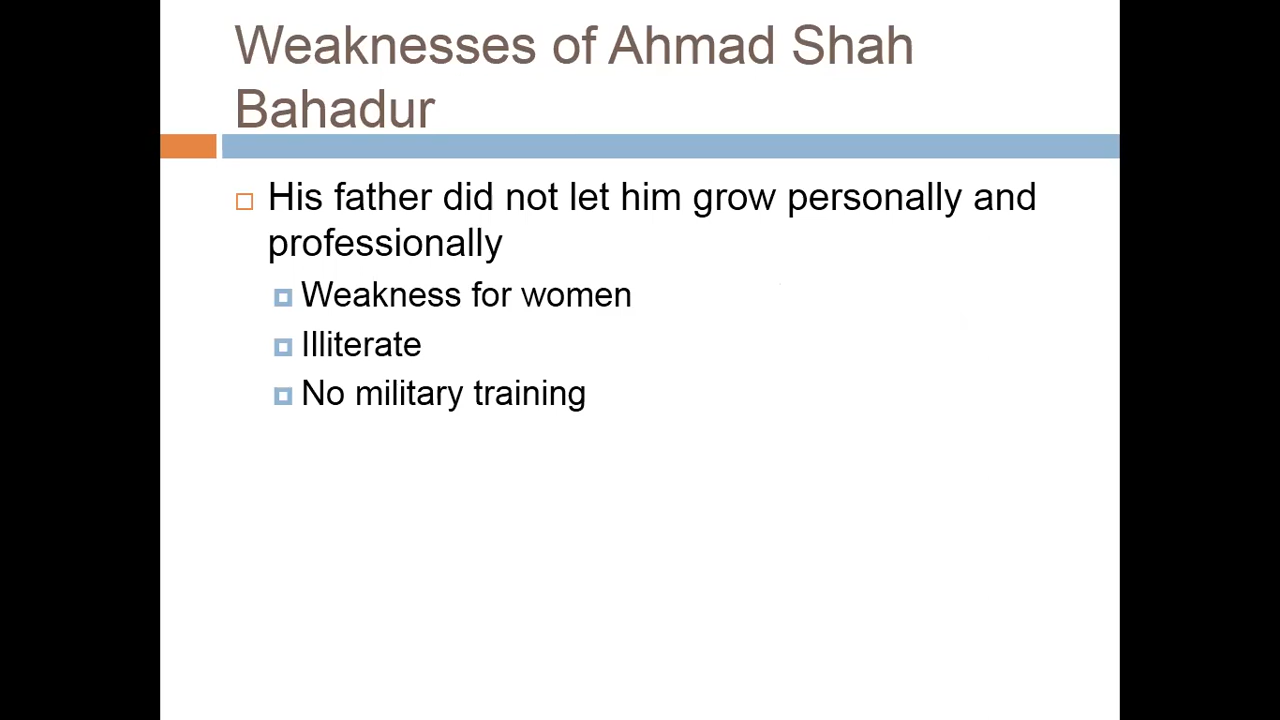 Weaknesses of Ahmad Shah
Bahadur
His father did not let him grow personally and
professionally
Weakness for women
Illiterate
No military training